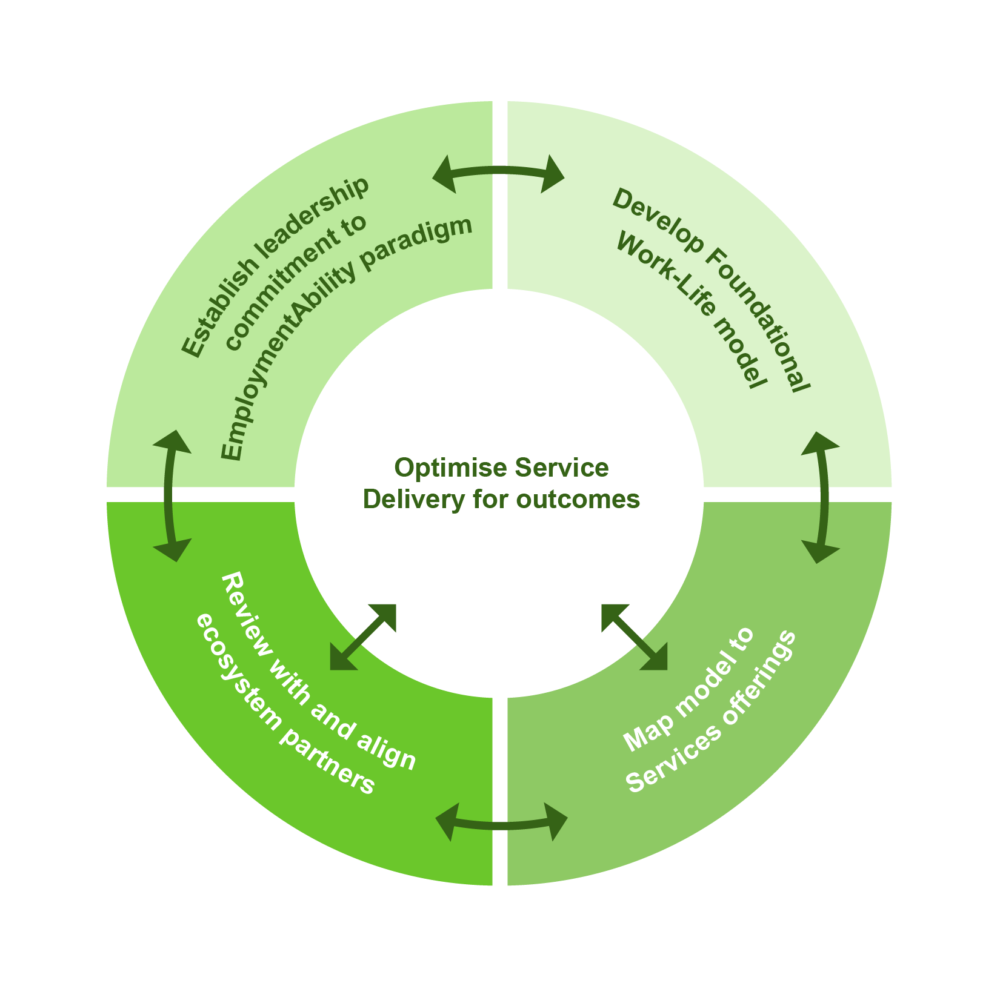 Establish leadership
commitment to
EmploymentAbility paradigm
Develop Foundational
Work-Life model
Optimise Service
Delivery for outcomes
Review with and align
ecosystem partners
Map model to
Services offerings